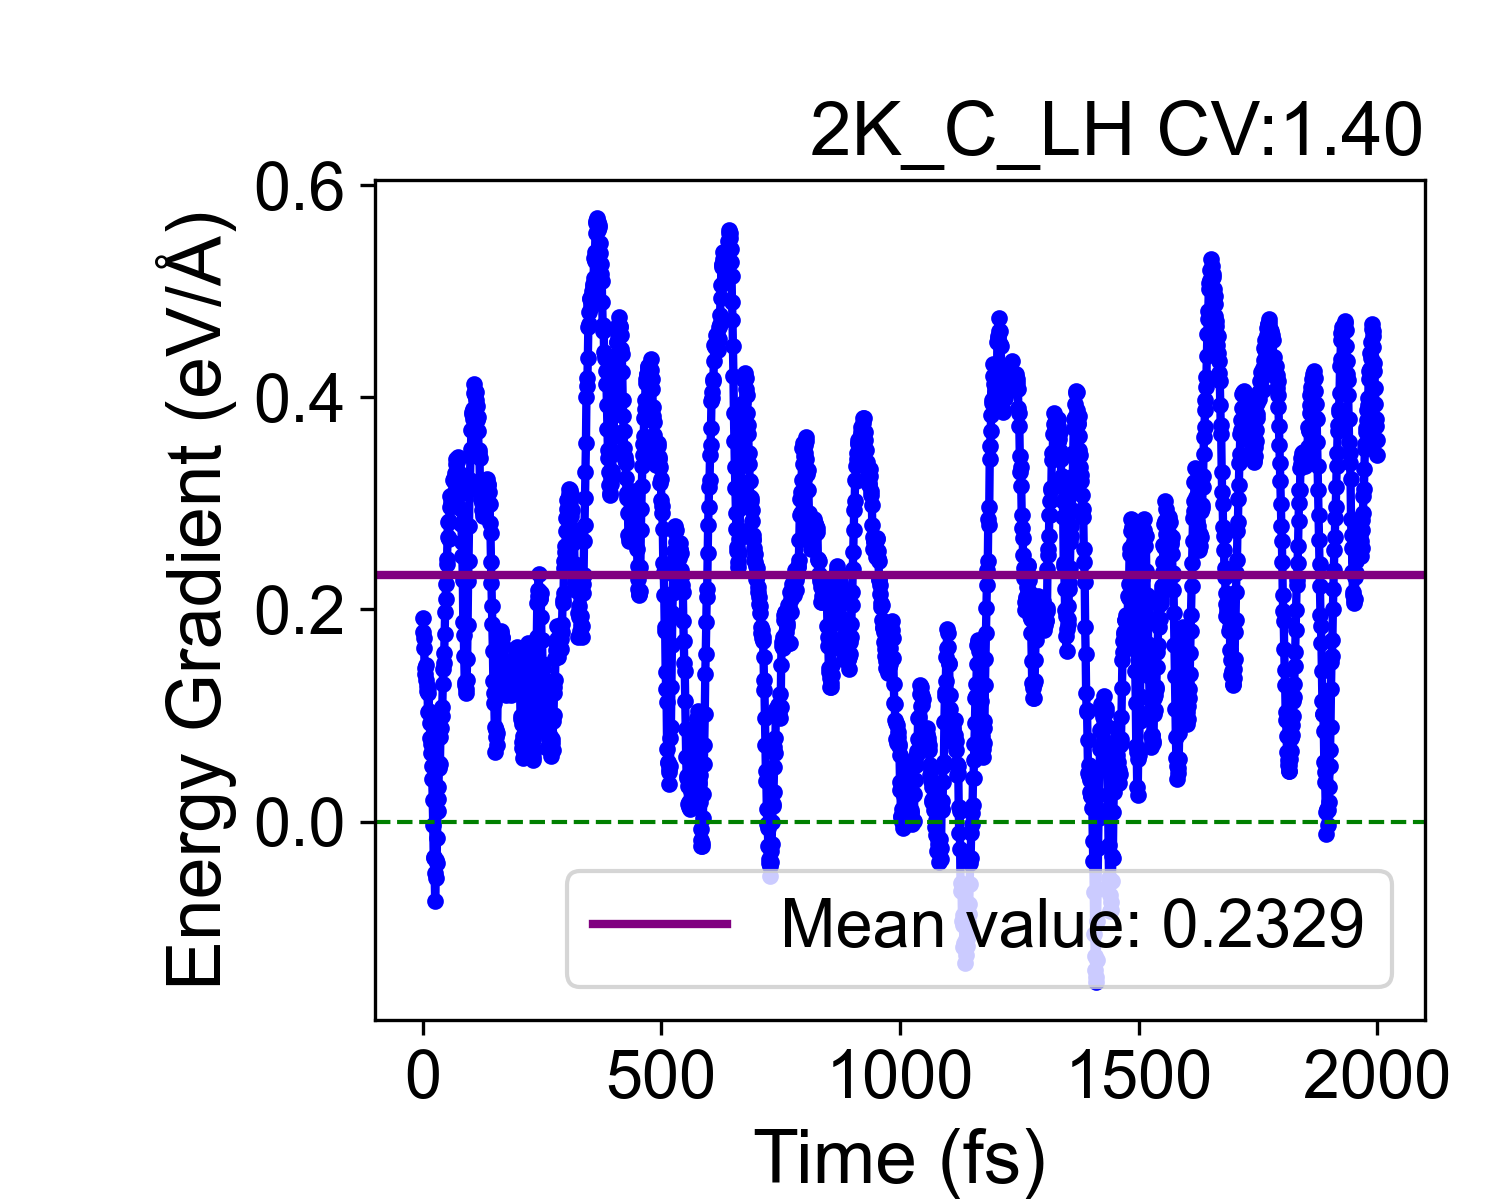 2K_C_LH CV:1.40
Energy Gradient (eV/Å)
0.6
0.4
0.2
0.0
Mean value: 0.2329
0 500 1000 1500 2000
Time (fs)